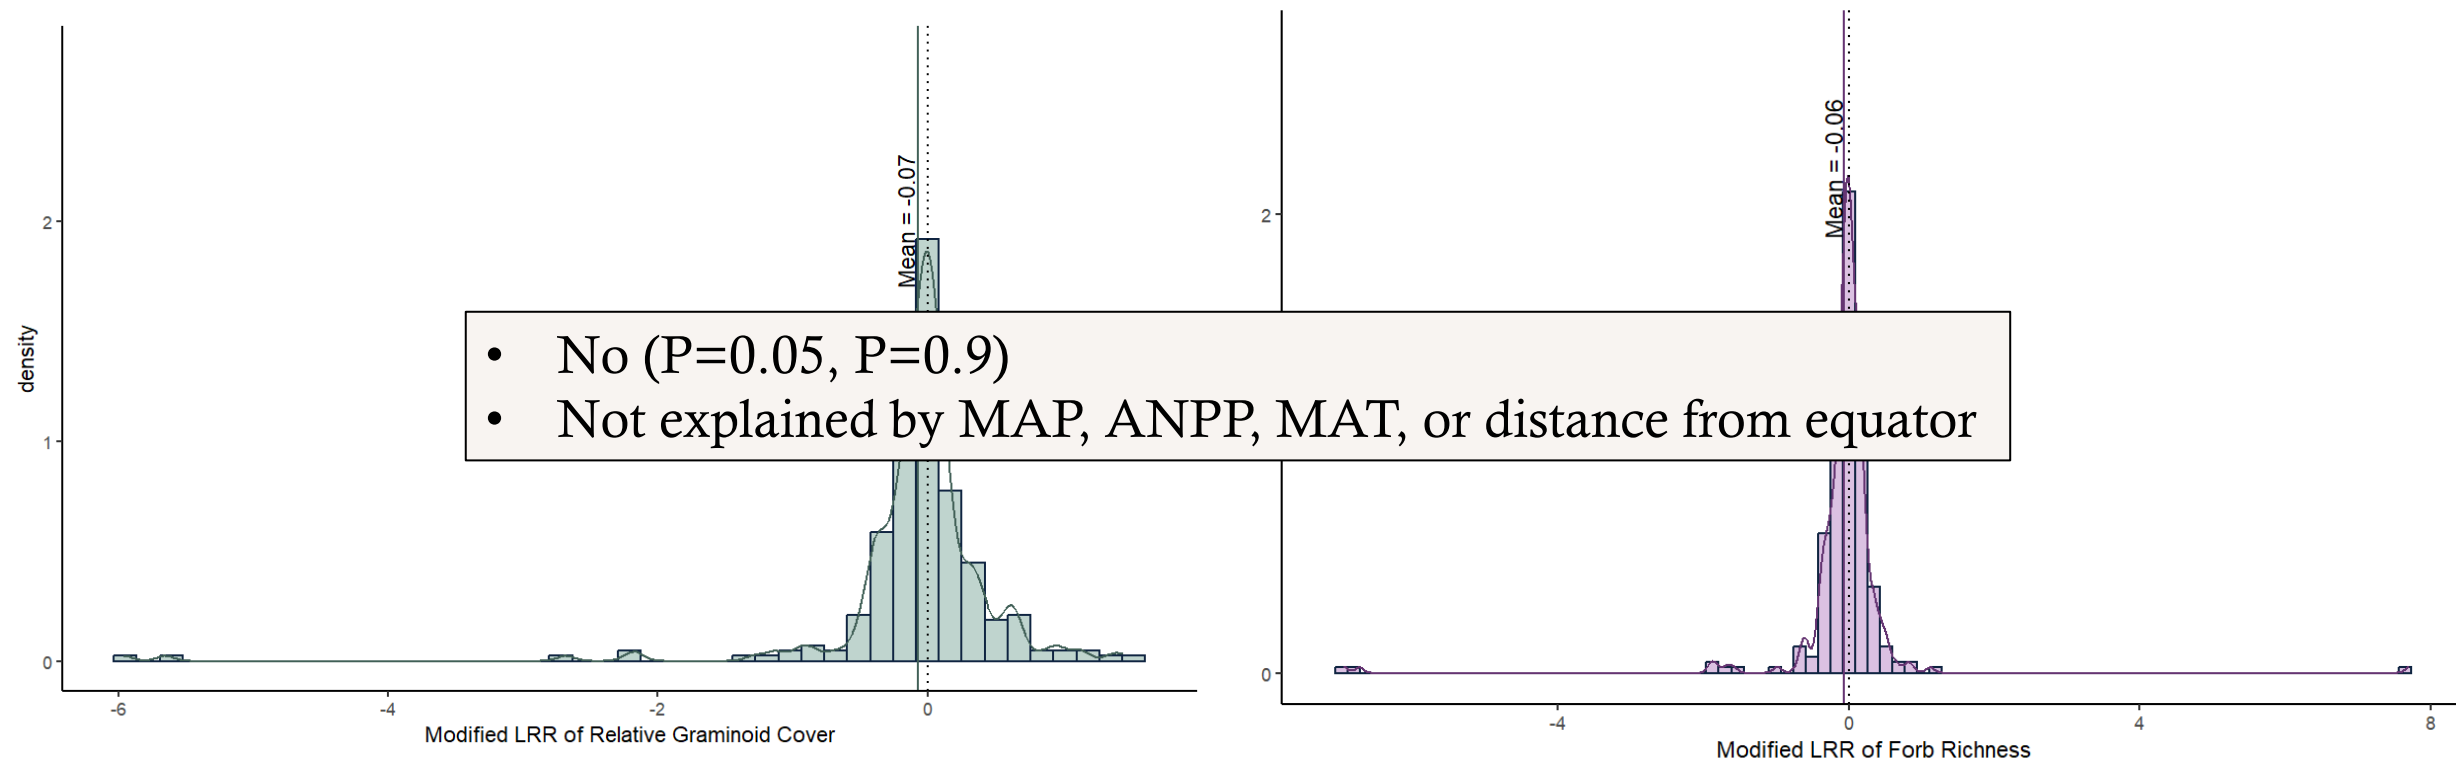 density
2
1
0
Mean = -0.07
-6
-4
-2
0
Modified LRR of Relative Graminoid Cover
2
0
Mean = -0.06
-4
0
4
8
Modified LRR of Forb Richness
• No (P=0.05, P=0.9)
• Not explained by MAP, ANPP, MAT, or distance from equator